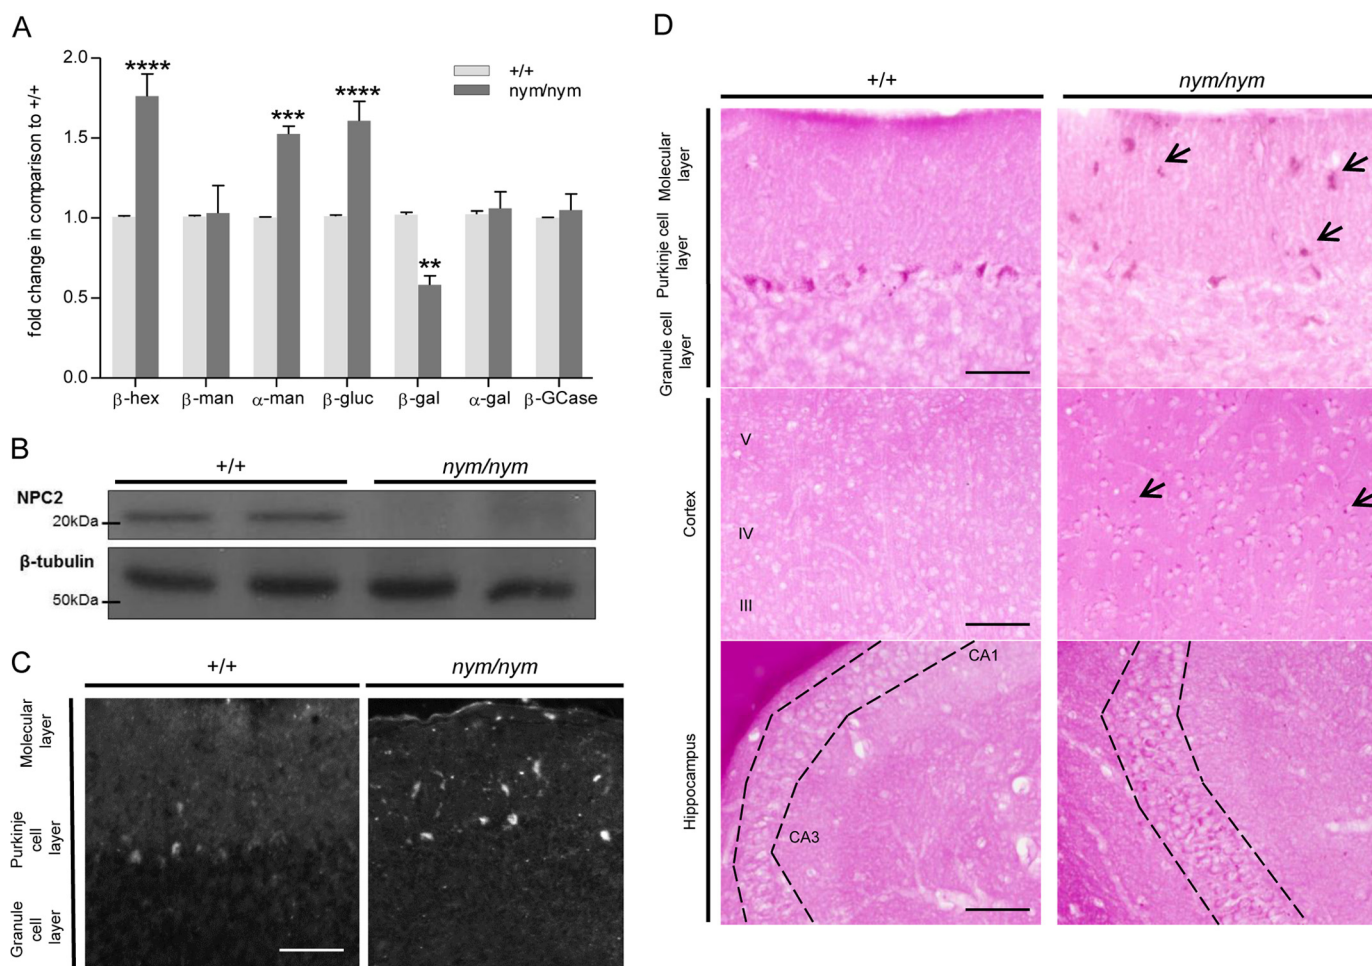 A
fold change in comparison to +/+
2.0
1.5
1.0
0.5
0.0
****
***
****
**
+/+
nym/nym
β-hex β-man α-man β-gluc β-gal α-gal β-GCase
B
+/+ nym/nym
NPC2
20kDa
β-tubulin
50kDa
C
+/+ nym/nym
Molecular
layer
Purkinje
cell
layer
Granule
cell
layer
D
+/+ nym/nym
Molecular
layer
Purkinje cell
layer
Granule cell
layer
Cortex
V
IV
III
Hippocampus
CA1
CA3